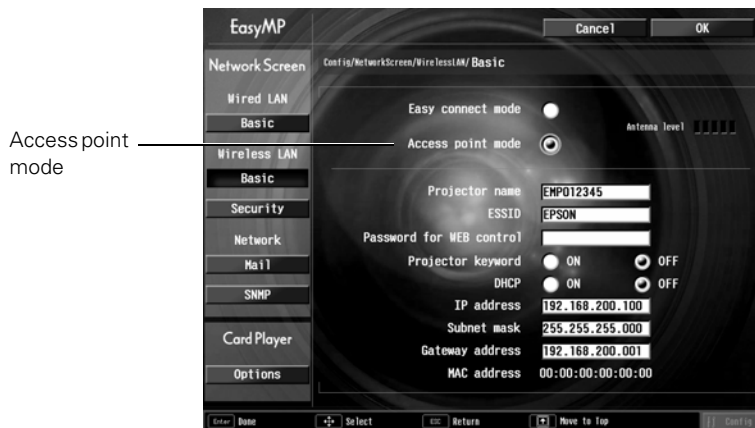 Access point
mode
EasyMP
Cancel
OK
Network Screen
Wired LAN
Basic
Wireless LAN
Basic
Security
Network
Mail
SNMP
Card Player
Options
Config/NetworkScreen/WirelessLAN/Basic
Easy connect mode
Access point mode
Antenna level
Projector name EMP012345
ESSID EPSON
Password for WEB control
Projector keyword ON OFF
DHCP ON OFF
IP address 192.168.200.100
Subnet mask 255.255.255.000
Gateway address 192.168.200.001
MAC address 00:00:00:00:00:00
Enter Done
Select
ESC Return
Move to Top
Config